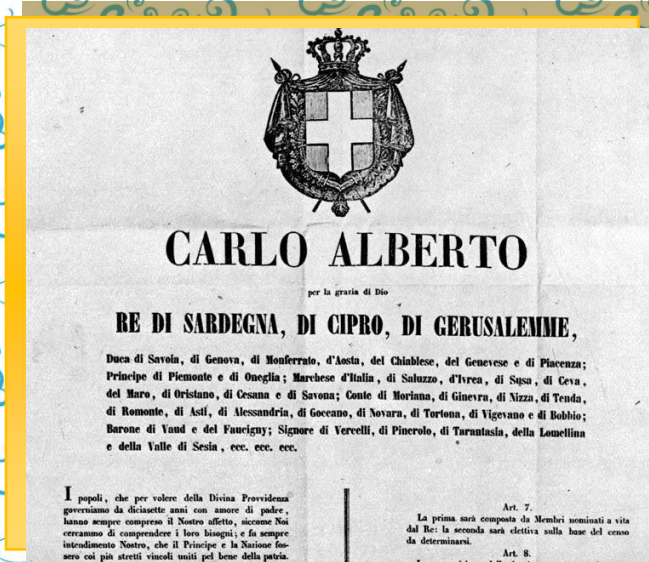 CARLO ALBERTO
per la grazia di Dio
RE DI SARDEGNA, DI CIPRO, DI GERUSALEMME,
Duca di Savoia, di Genova, di Monferrato, d'Aosta, del Chiablese, del Genevese e di Piacenza;
Principe di Piemonte e di Oneglia; Marchese d'Italia, di Saluzzo, d'Ivrea, di Susa, di Ceva,
del Maro, di Oristano, di Cesana e di Savona; Conte di Moriana, di Ginevra, di Nizza, di Tenda,
di Romonte, di Asti, di Alessandria, di Goceano, di Novara, di Tortona, di Vigevano e di Bobbio;
Barone di Vaud e del Faucigny; Signore di Vercelli, di Pinerolo, di Tarantasia, della Lomellina
e della Valle di Sesia, ecc. ecc. ecc.
I popoli, che per volere della Divina Provvidenza
governiamo da diciasette anni con amore di padre,
hanno sempre compreso il Nostro affetto, siccome Noi
cercammo di comprendere i loro bisogni; e fu sempre
intendimento Nostro, che il Principe e la Nazione fos-
sero coi più stretti vincoli uniti pel bene della patria.
Art. 7.
La prima sarà composta da Membri nominati a vita
dal Re: la seconda sarà elettiva sulla base del censo
da determinarsi.
Art. 8.